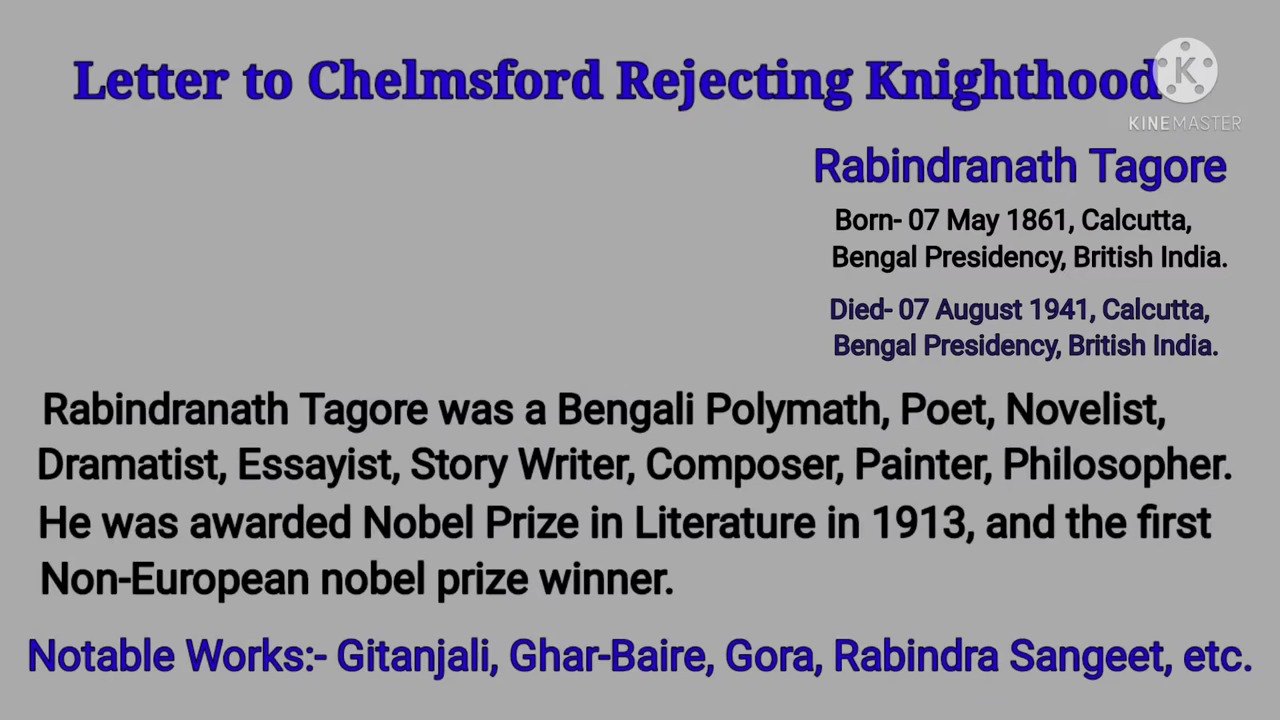 Letter to Chelmsford Rejecting Knighthood
K
KINEMASTER
Rabindranath Tagore
Born- 07 May 1861, Calcutta,
Bengal Presidency, British India.
Died- 07 August 1941, Calcutta,
Bengal Presidency, British India.
Rabindranath Tagore was a Bengali Polymath, Poet, Novelist,
Dramatist, Essayist, Story Writer, Composer, Painter, Philosopher.
He was awarded Nobel Prize in Literature in 1913, and the first
Non-European nobel prize winner.
Notable Works:- Gitanjali, Ghar-Baire, Gora, Rabindra Sangeet, etc.